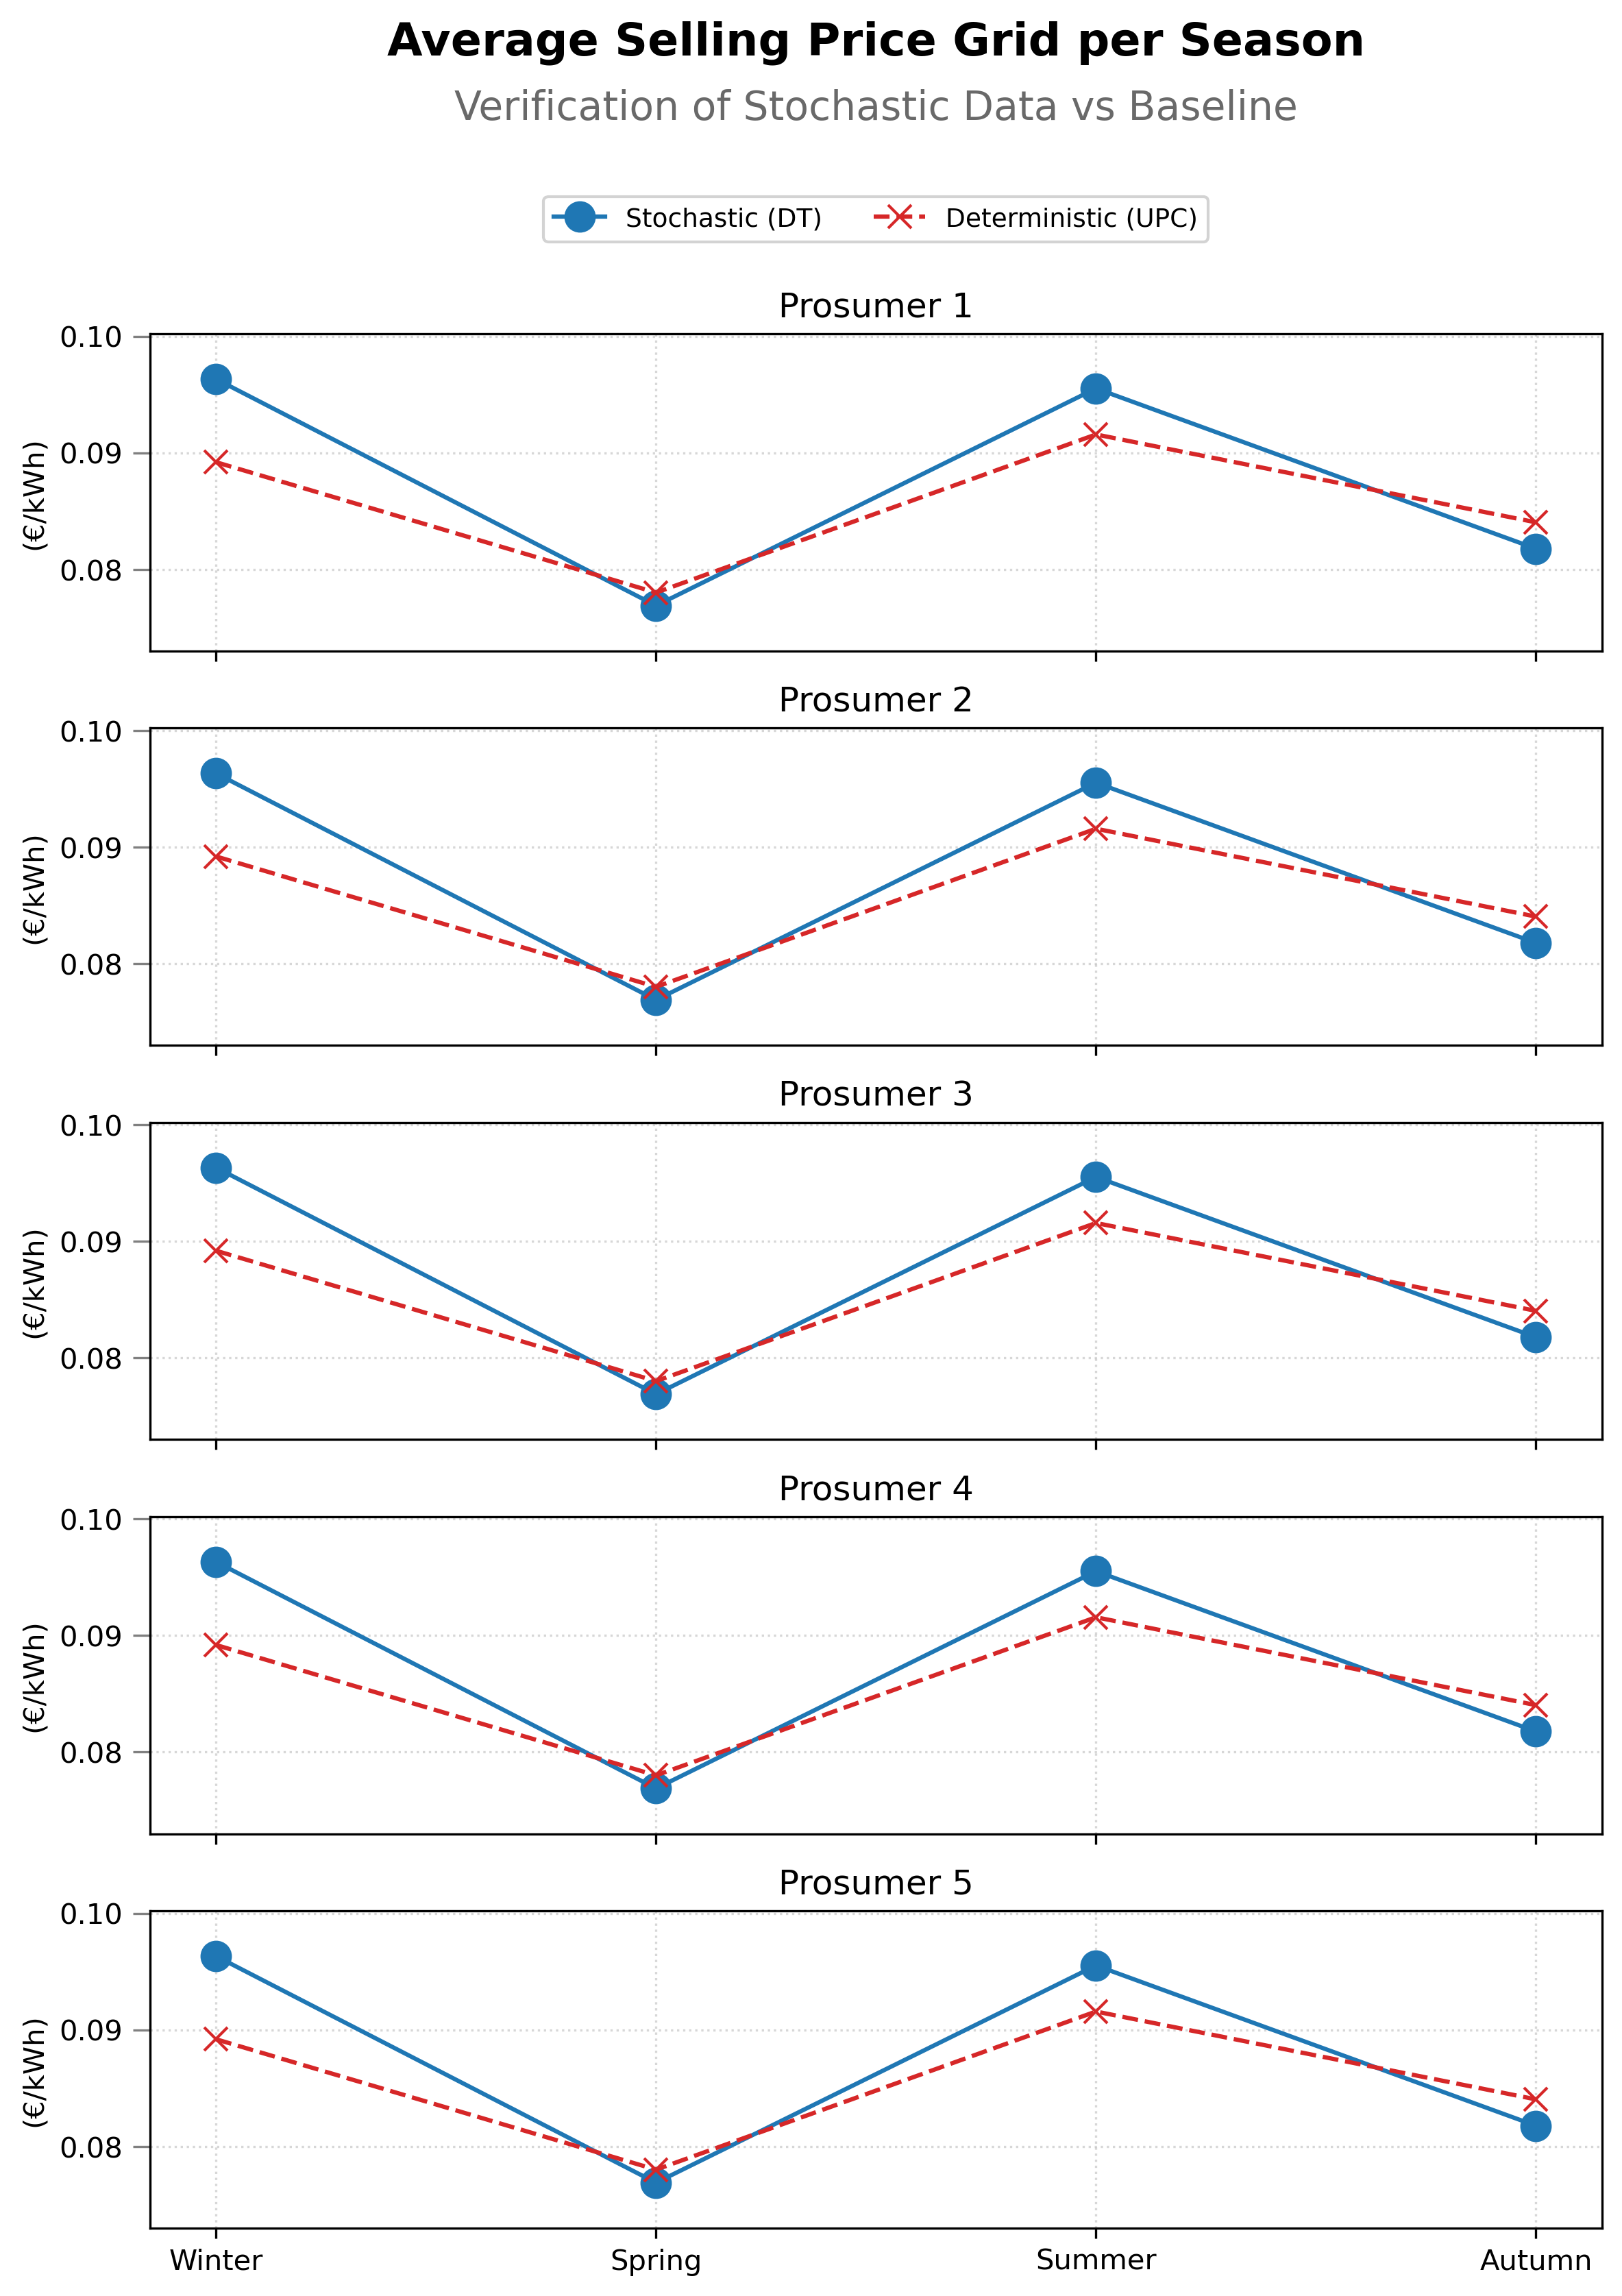 Average Selling Price Grid per Season
Verification of Stochastic Data vs Baseline
Stochastic (DT) Deterministic (UPC)
Prosumer 1
0.10
0.09
0.08
(€/kWh)
Prosumer 2
0.10
0.09
0.08
(€/kWh)
Prosumer 3
0.10
0.09
0.08
(€/kWh)
Prosumer 4
0.10
0.09
0.08
(€/kWh)
Prosumer 5
0.10
0.09
0.08
(€/kWh)
Winter Spring Summer Autumn